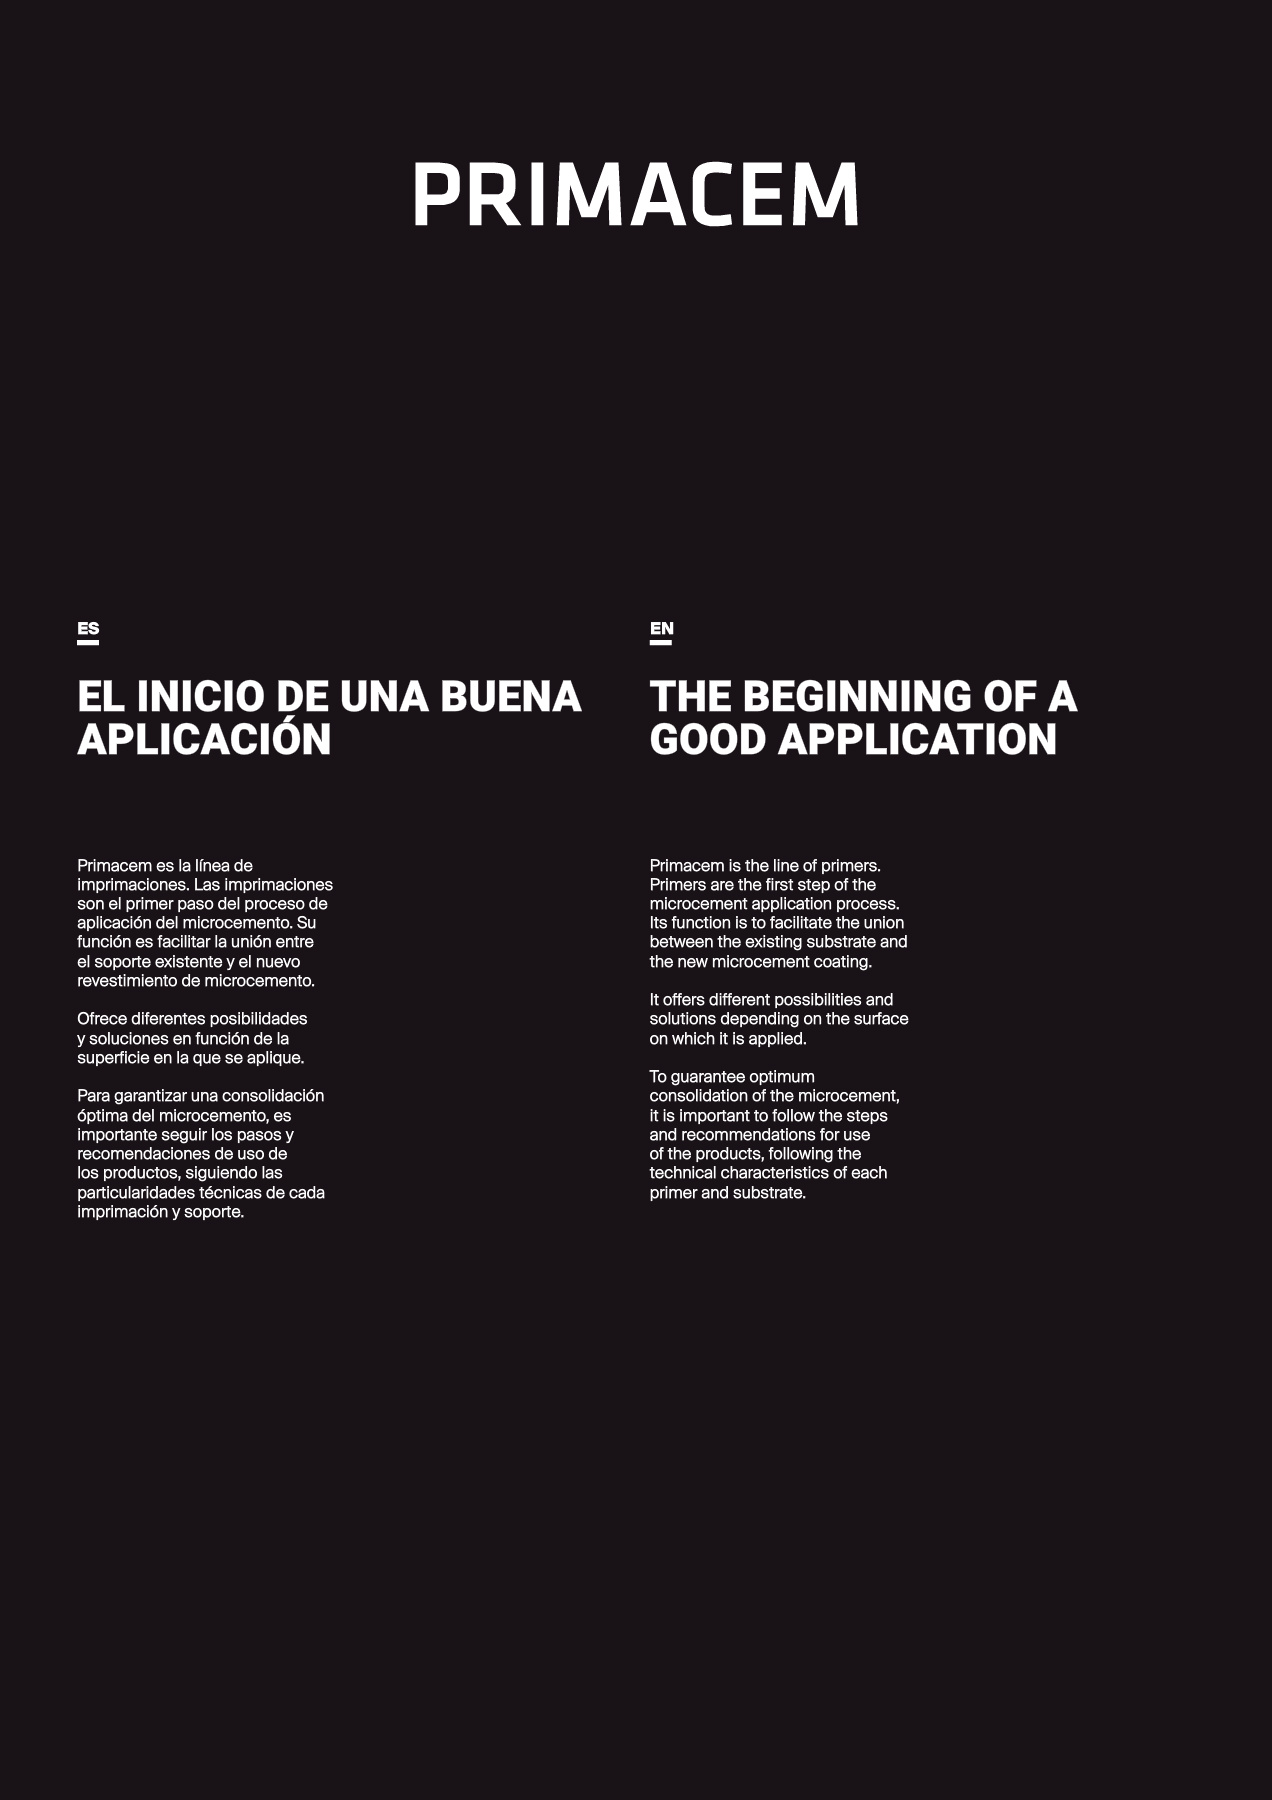 PRIMACEM
ES
EL INICIO DE UNA BUENA
APLICACIÓN
Primacem es la línea de
imprimaciones. Las imprimaciones
son el primer paso del proceso de
aplicación del microcemento. Su
función es facilitar la unión entre
el soporte existente y el nuevo
revestimiento de microcemento.
Ofrece diferentes posibilidades
y soluciones en función de la
superficie en la que se aplique.
Para garantizar una consolidación
óptima del microcemento, es
importante seguir los pasos y
recomendaciones de uso de
los productos, siguiendo las
particularidades técnicas de cada
imprimación y soporte.
EN
THE BEGINNING OF A
GOOD APPLICATION
Primacem is the line of primers.
Primers are the first step of the
microcement application process.
Its function is to facilitate the union
between the existing substrate and
the new microcement coating.
It offers different possibilities and
solutions depending on the surface
on which it is applied.
To guarantee optimum
consolidation of the microcement,
it is important to follow the steps
and recommendations for use
of the products, following the
technical characteristics of each
primer and substrate.